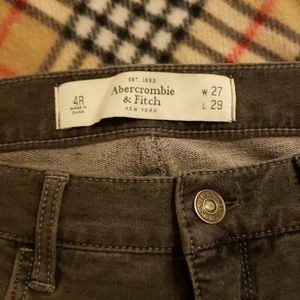 4R
MADE IN
CHINA
EST. 1892
Abercrombie
& Fitch
NEW YORK
W 27
L 29